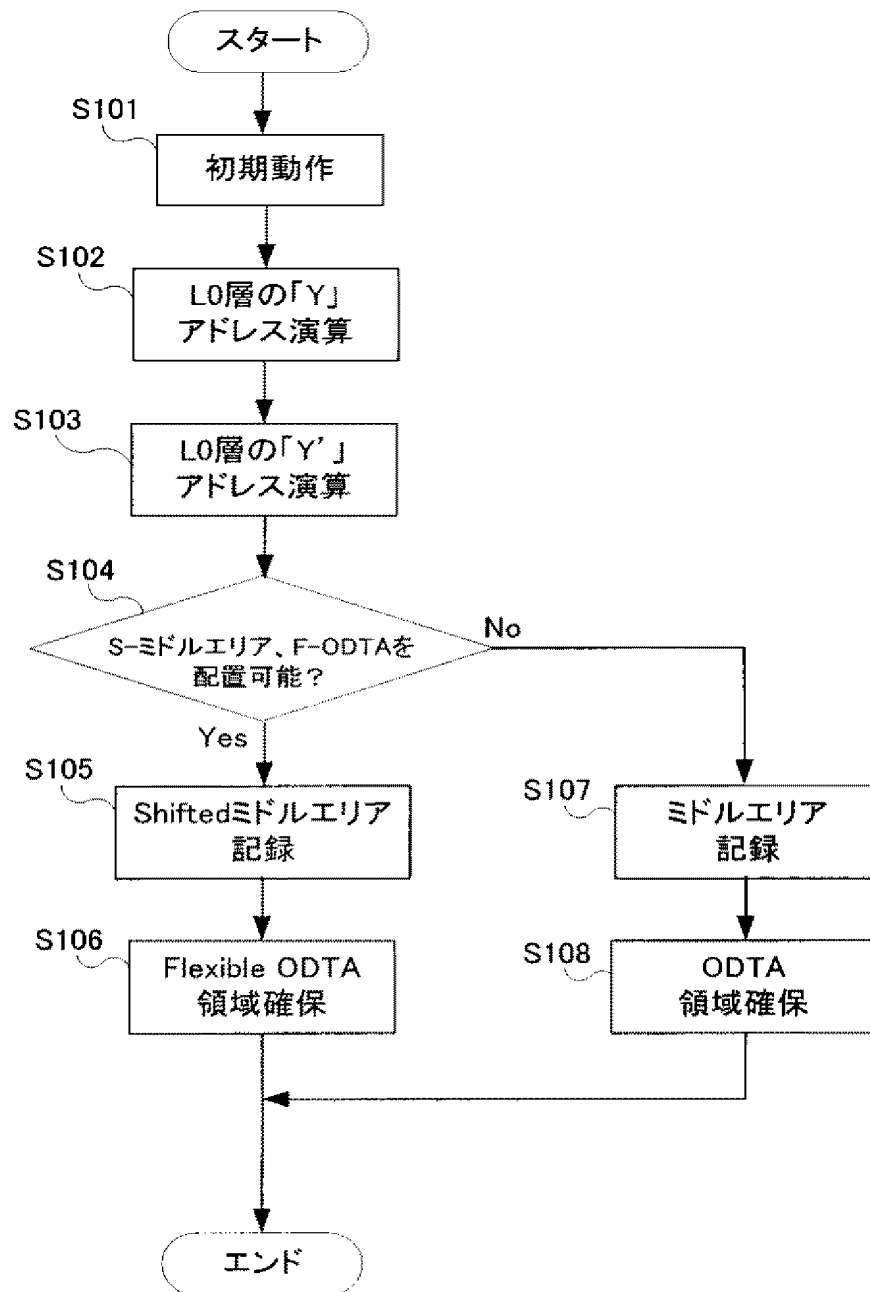 スタート
S101
初期動作
S102
L0層の「Y」
アドレス演算
S103
L0層の「Y'」
アドレス演算
S104
S-ミドルエリア、F-ODTAを
配置可能？
No
Yes
S105
Shiftedミドルエリア
記録
S107
ミドルエリア
記録
S106
Flexible ODTA
領域確保
S108
ODTA
領域確保
エンド